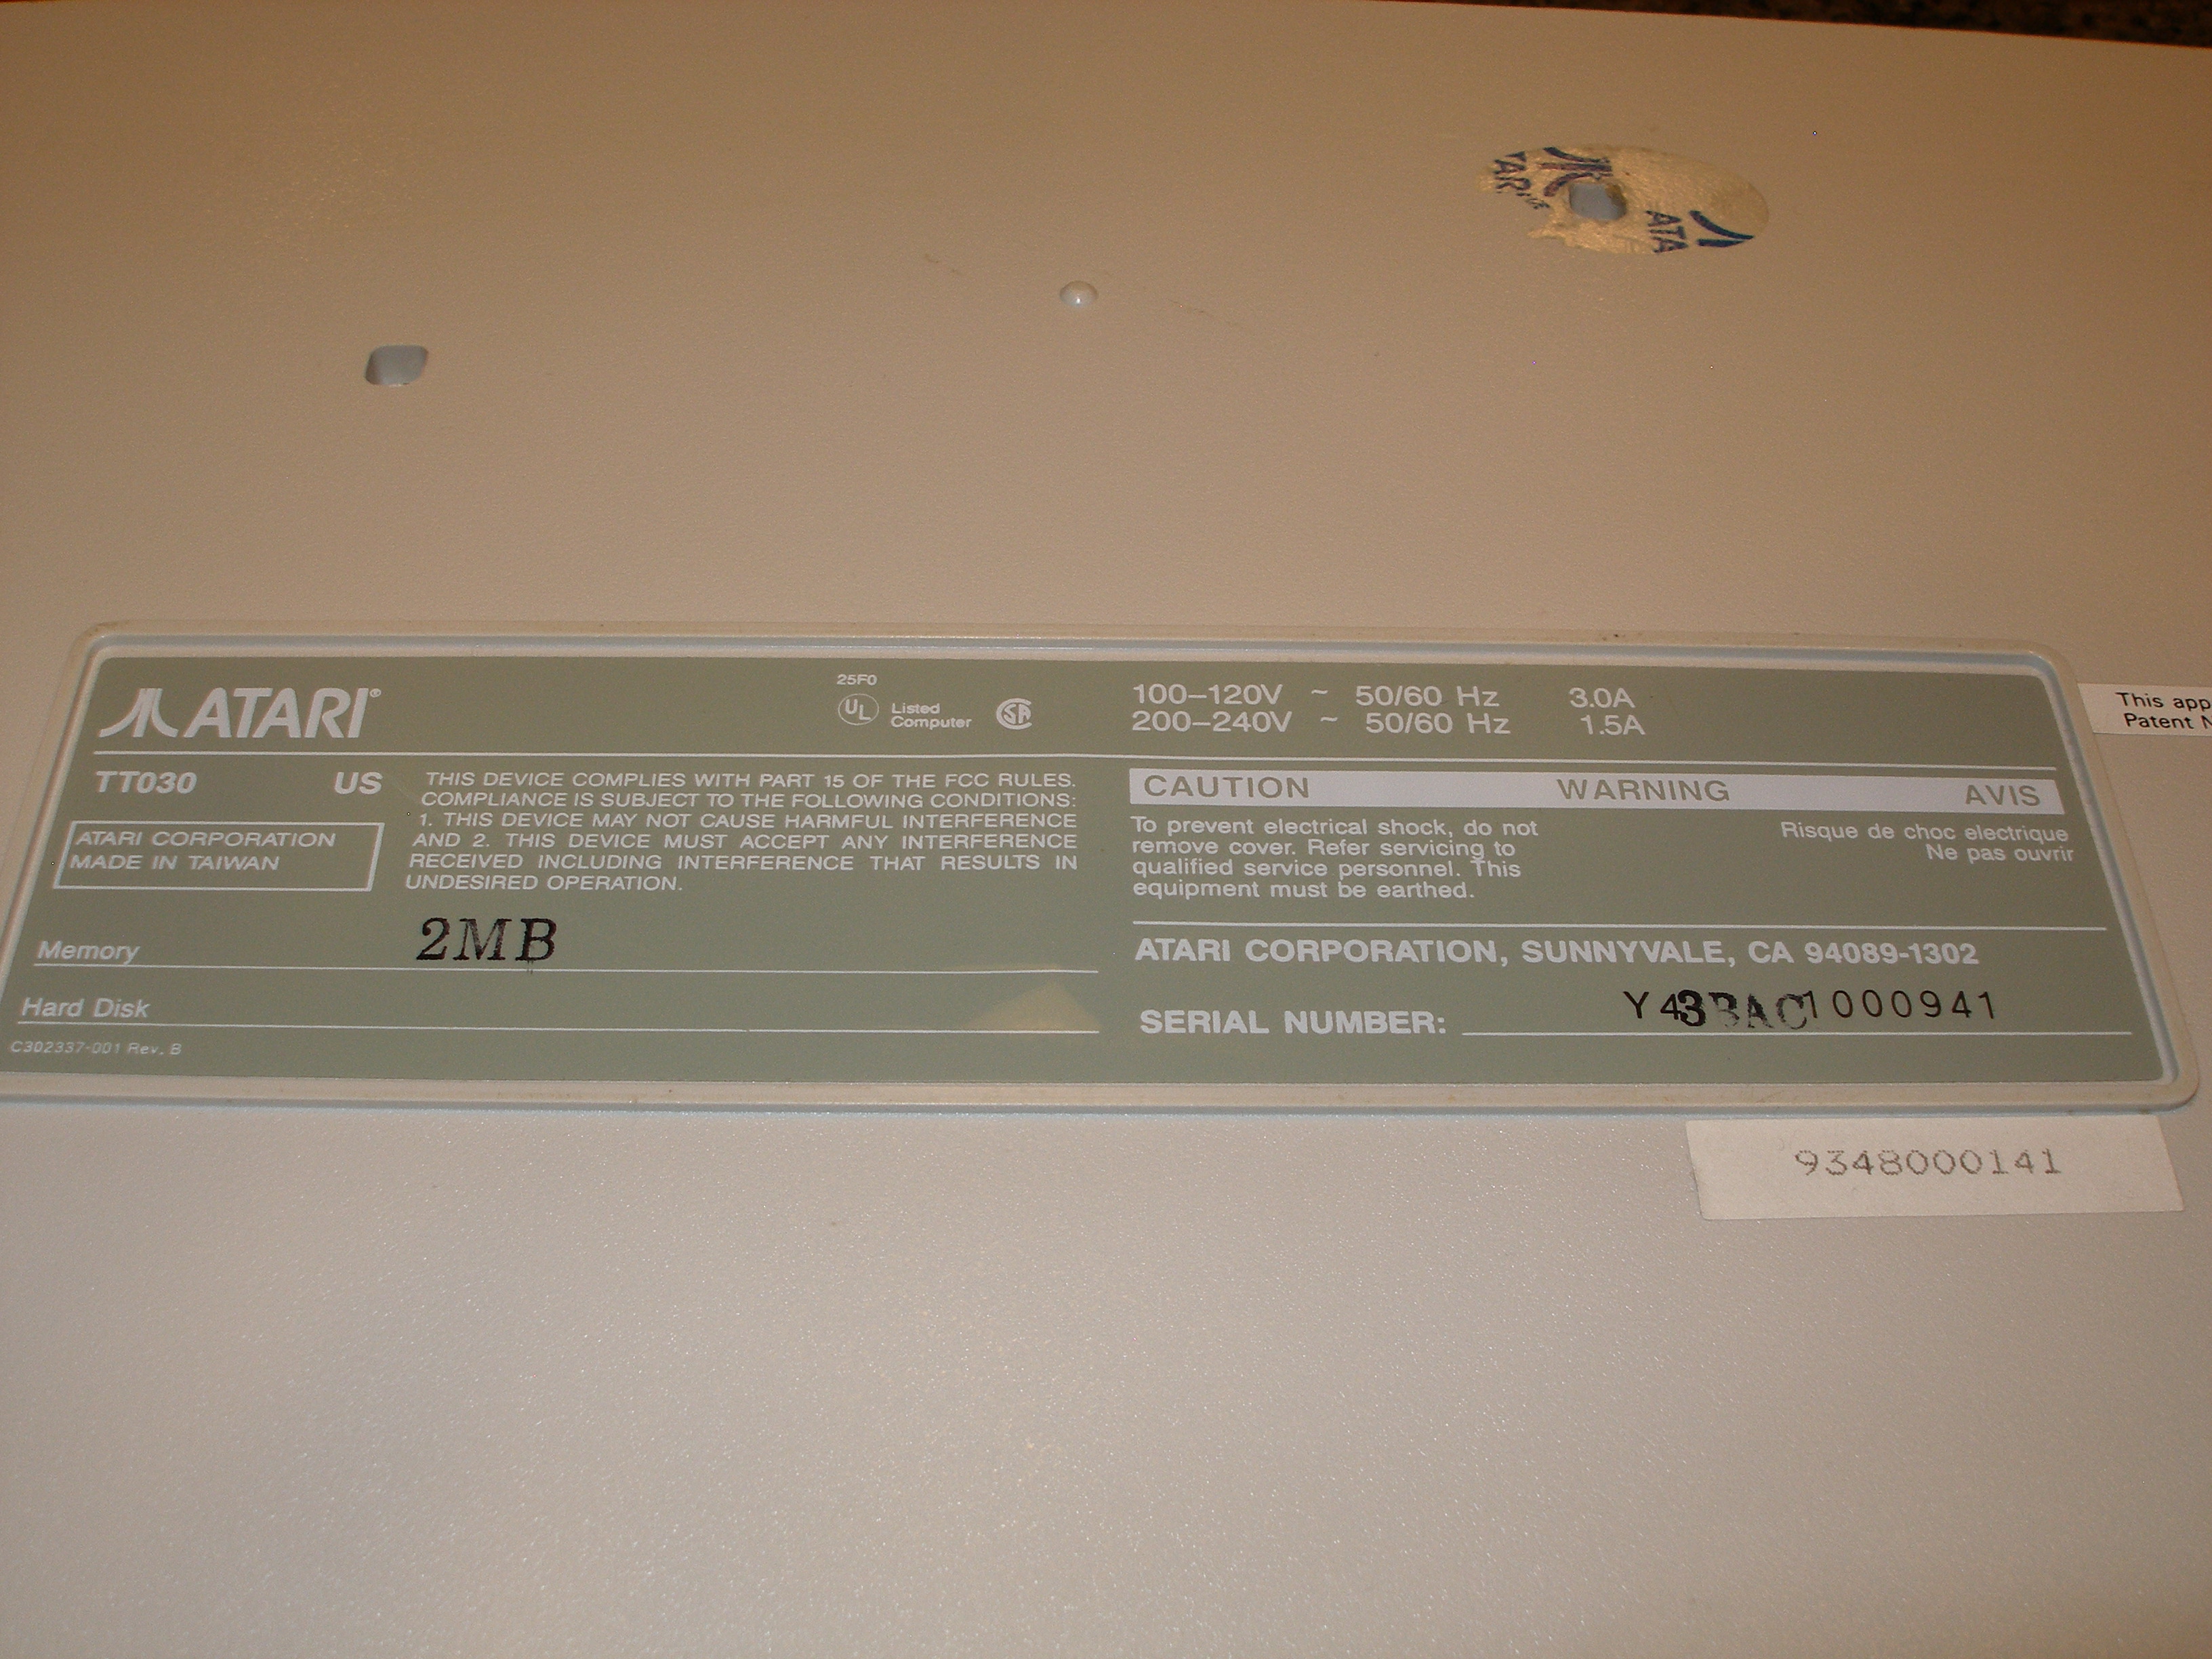 ATA
ATARI®
25F0
UL Listed
Computer
SA
100–120V ~ 50/60 Hz 3.0A
200–240V ~ 50/60 Hz 1.5A
This app
Patent N
TT030 US
ATARI CORPORATION
MADE IN TAIWAN
THIS DEVICE COMPLIES WITH PART 15 OF THE FCC RULES.
COMPLIANCE IS SUBJECT TO THE FOLLOWING CONDITIONS:
1. THIS DEVICE MAY NOT CAUSE HARMFUL INTERFERENCE
AND 2. THIS DEVICE MUST ACCEPT ANY INTERFERENCE
RECEIVED INCLUDING INTERFERENCE THAT RESULTS IN
UNDESIRED OPERATION.
Memory 2MB
Hard Disk
C302337-001 Rev. B
CAUTION WARNING AVIS
To prevent electrical shock, do not
remove cover. Refer servicing to
qualified service personnel. This
equipment must be earthed.
Risque de choc electrique
Ne pas ouvrir
ATARI CORPORATION, SUNNYVALE, CA 94089-1302
SERIAL NUMBER: Y43BAC1000941
9348000141